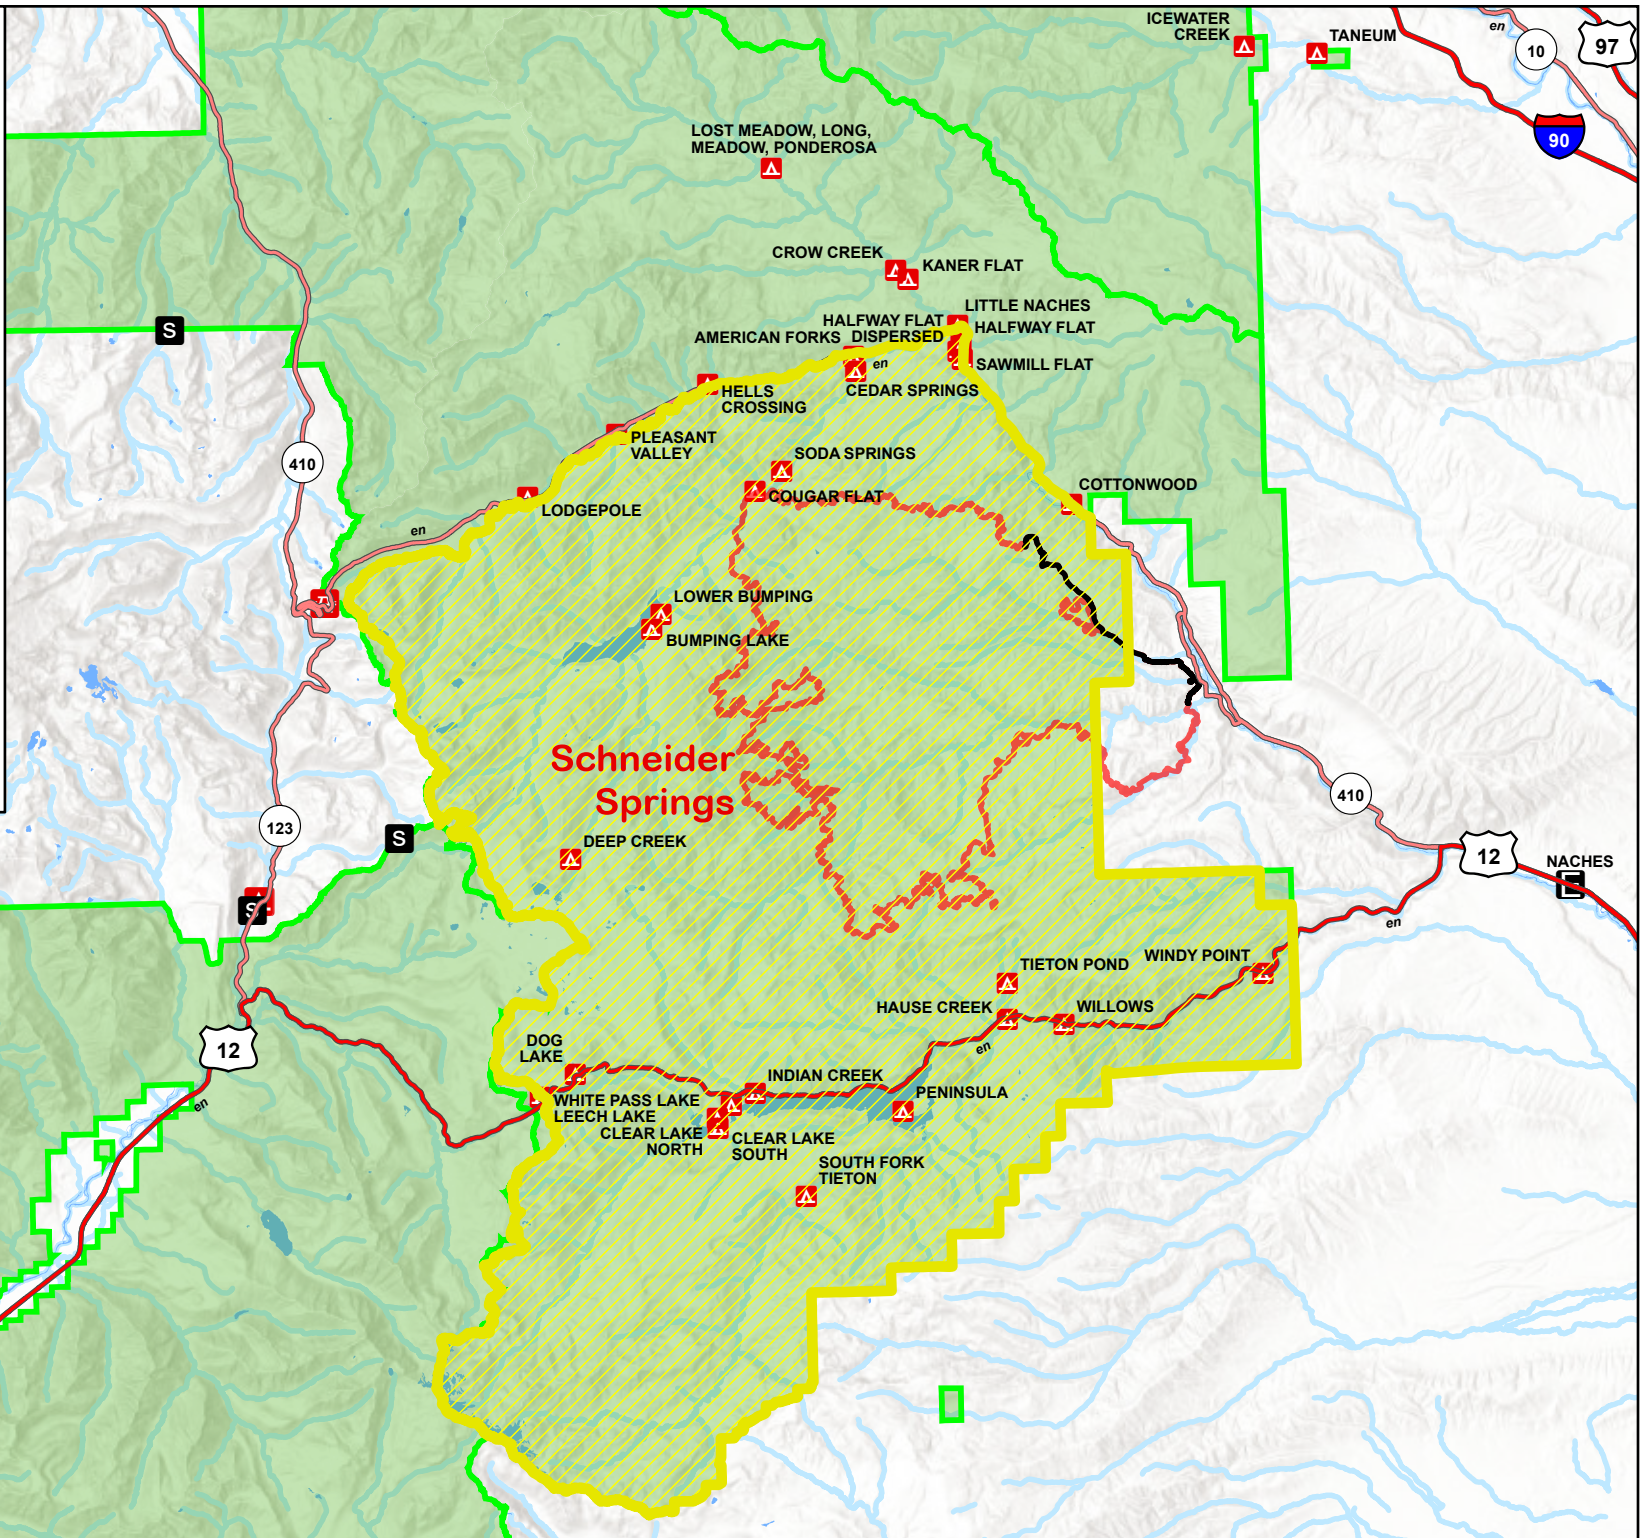 ICEWATER
CREEK
TANEUM
en
10
97
90
LOST MEADOW, LONG,
MEADOW, PONDEROSA
CROW CREEK
KANER FLAT
LITTLE NACHES
HALFWAY FLAT
DISPERSED
HALFWAY FLAT
AMERICAN FORKS
en
SAWMILL FLAT
CEDAR SPRINGS
HELLS
CROSSING
S
PLEASANT
VALLEY
410
SODA SPRINGS
COUGAR FLAT
COTTONWOOD
LODGEPOLE
en
LOWER BUMPING
BUMPING LAKE
Schneider
Springs
410
123
S
DEEP CREEK
12
NACHES
S
en
WINDY POINT
TIETON POND
HAUSE CREEK
WILLOWS
en
12
DOG
LAKE
INDIAN CREEK
PENINSULA
en
WHITE PASS LAKE
LEECH LAKE
CLEAR LAKE
NORTH
CLEAR LAKE
SOUTH
SOUTH FORK
TIETON